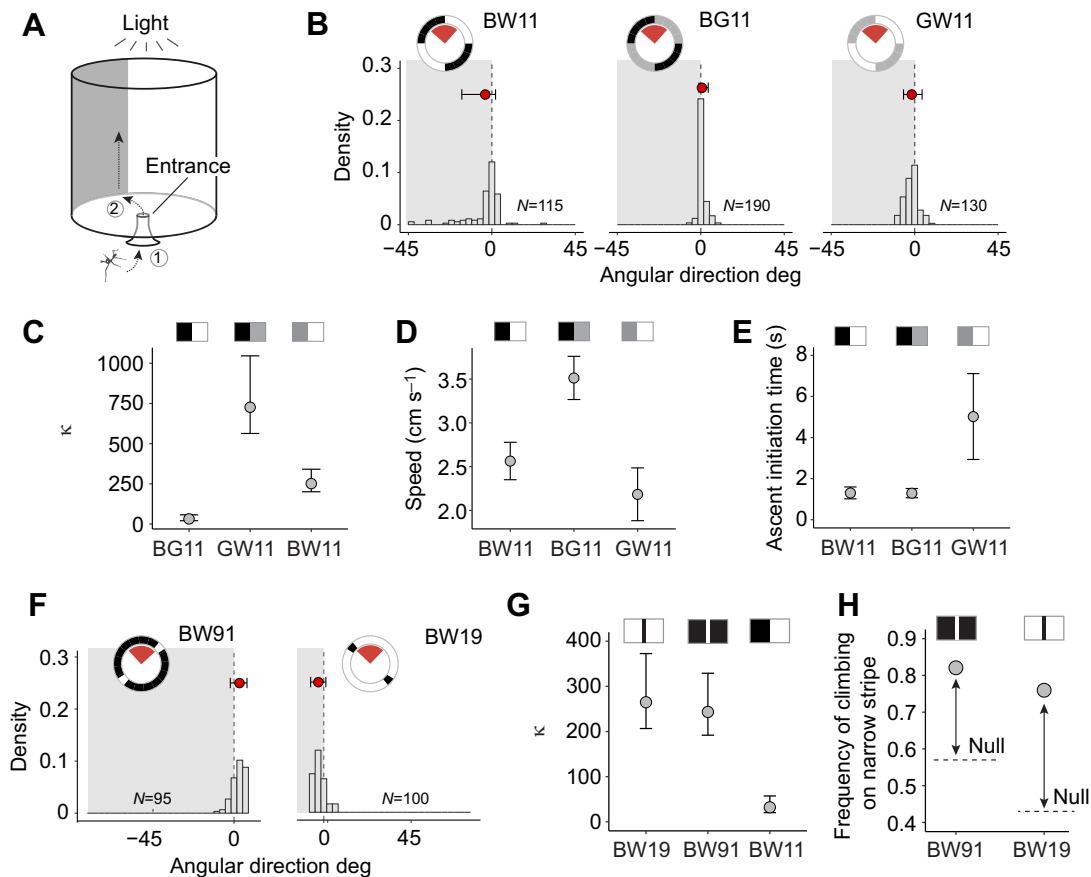 A
Light
Entrance
2
1
B
BW11
BG11
GW11
0.3
0.2
0.1
0
Density
N=115
N=190
N=130
−45
0
45
0
45
−45
0
45
Angular direction deg
C
1000
750
500
250
0
κ
BG11
GW11
BW11
D
3.5
3.0
2.5
2.0
Speed (cm s−1)
BW11
BG11
GW11
E
8
6
4
2
0
Ascent initiation time (s)
BW11
BG11
GW11
F
BW91
BW19
0.3
0.2
0.1
0
Density
N=95
N=100
−45
0
0
45
Angular direction deg
G
400
300
200
100
0
κ
BW19
BW91
BW11
H
0.9
0.8
0.7
0.6
0.5
0.4
Frequency of climbing
on narrow stripe
Null
Null
BW91
BW19